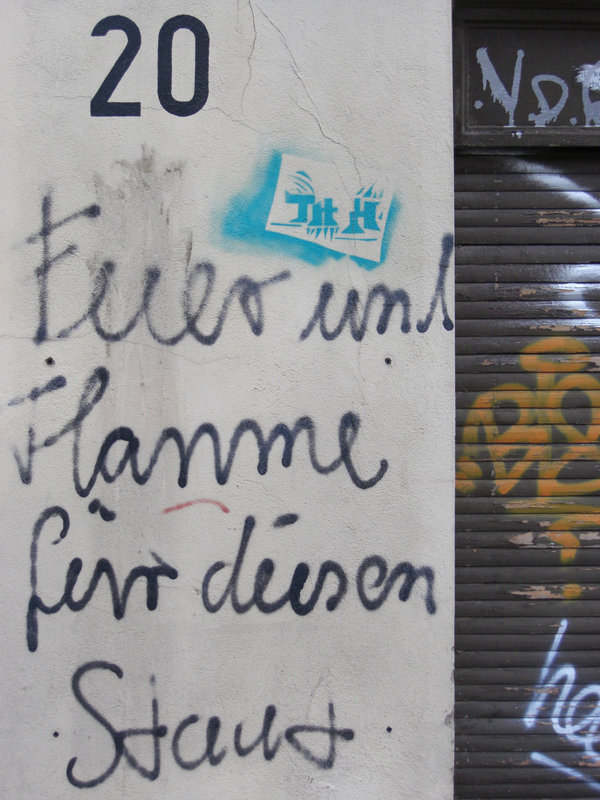 20
Feuer und
Flamme
für diesen
Staat